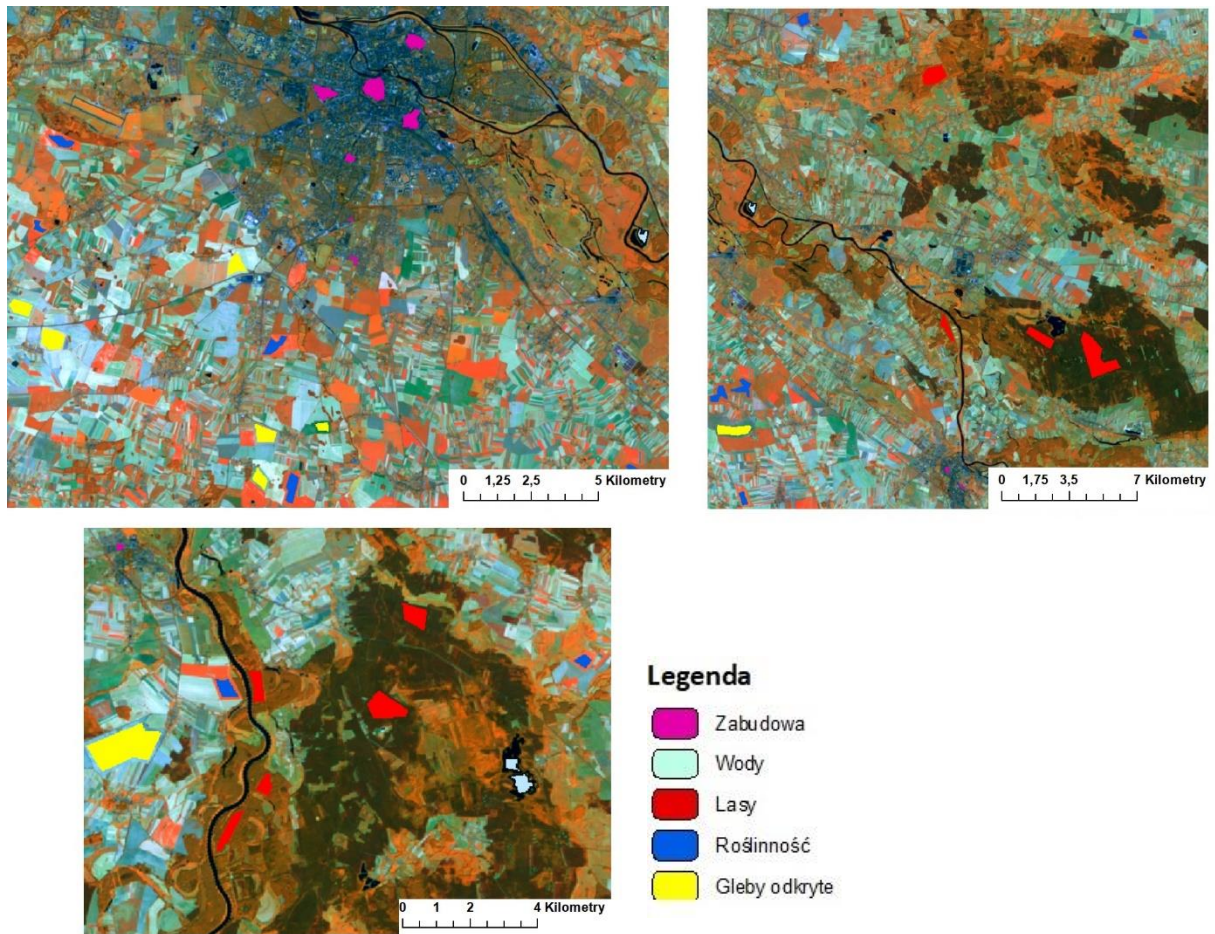 0 1,25 2,5 5 Kilometry
0 1,75 3,5 7 Kilometry
0 1 2 4 Kilometry
Legenda
Zabudowa
Wody
Lasy
Roślinność
Gleby odkryte